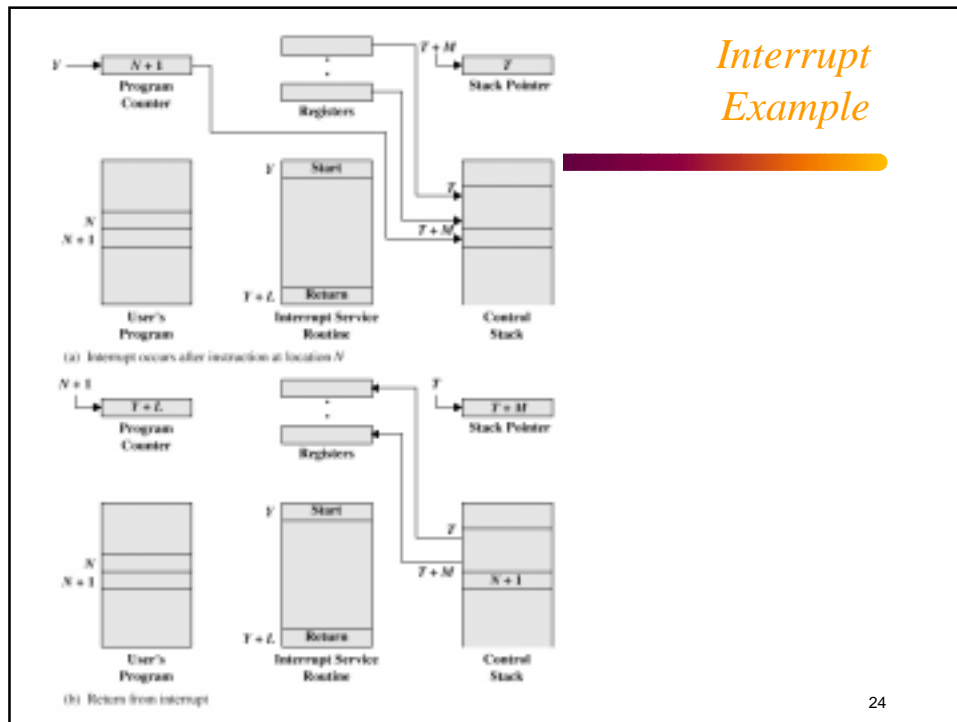 Interrupt
Example
Y
N + 1
Program
Counter
Registers
T + M
T
Stack Pointer
Y
Start
N
N + 1
Y + L
Return
T
T + M
User's
Program
Interrupt Service
Routine
Control
Stack
(a) Interrupt occurs after instruction at location N
N + 1
Y + L
Program
Counter
Registers
T
T + M
Stack Pointer
Y
Start
N
N + 1
Y + L
Return
T
T + M
N + 1
User's
Program
Interrupt Service
Routine
Control
Stack
(b) Return from interrupt
24